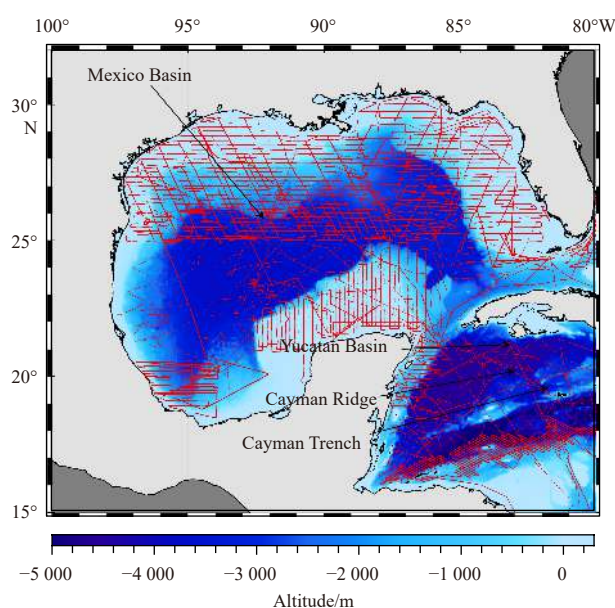 100° 95° 90° 85° 80°W
Mexico Basin
30°
N
25°
Yucatan Basin
20°
Cayman Ridge
Cayman Trench
15°
−5 000 −4 000 −3 000 −2 000 −1 000 0
Altitude/m